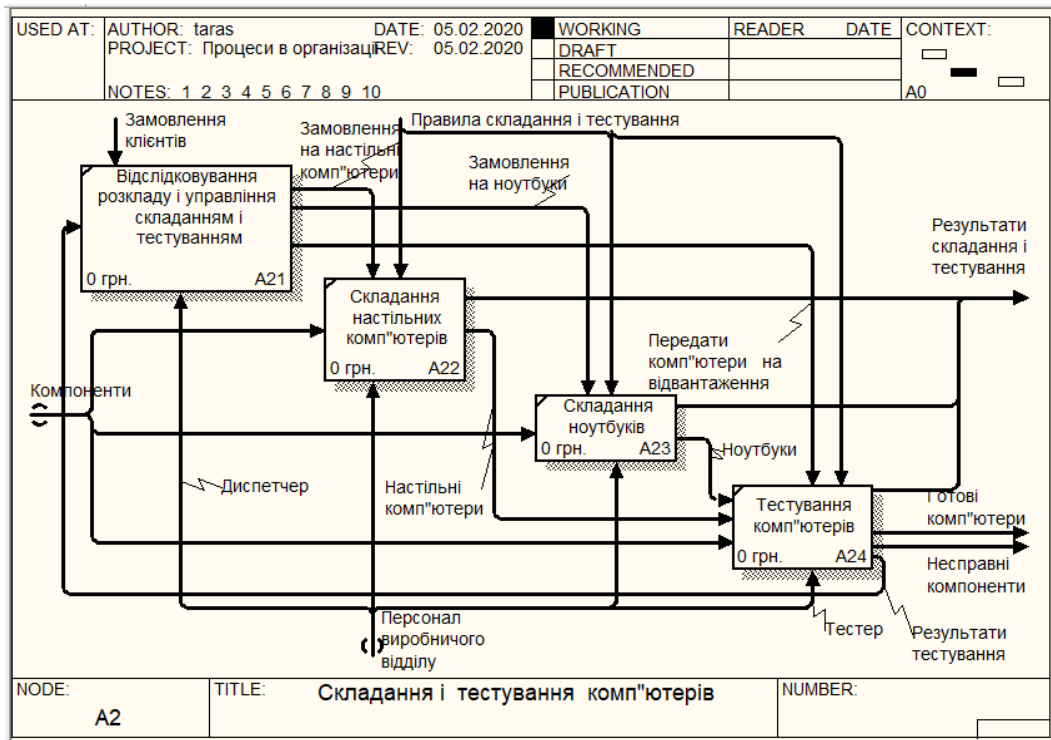 USED AT:
AUTHOR: taras
DATE: 05.02.2020
PROJECT: Процеси в організації
REV: 05.02.2020
NOTES: 1 2 3 4 5 6 7 8 9 10
WORKING
DRAFT
RECOMMENDED
PUBLICATION
READER
DATE
CONTEXT:
A0
Замовлення
клієнтів
Замовлення
на настільні
комп"ютери
Правила складання і тестування
Замовлення
на ноутбуки
Відслідковування
розкладу і управління
складанням і
тестуванням
0 грн.
A21
Результати
складання і
тестування
Складання
настільних
комп"ютерів
0 грн.
A22
Передати
комп"ютери на
відвантаження
Компоненти
Складання
ноутбуків
0 грн.
A23
Ноутбуки
Диспетчер
Настільні
комп"ютери
Тестування
комп"ютерів
0 грн.
A24
Готові
комп"ютери
Несправні
компоненти
Персонал
виробничого
відділу
Тестер
Результати
тестування
NODE:
A2
TITLE:
Складання і тестування комп"ютерів
NUMBER: